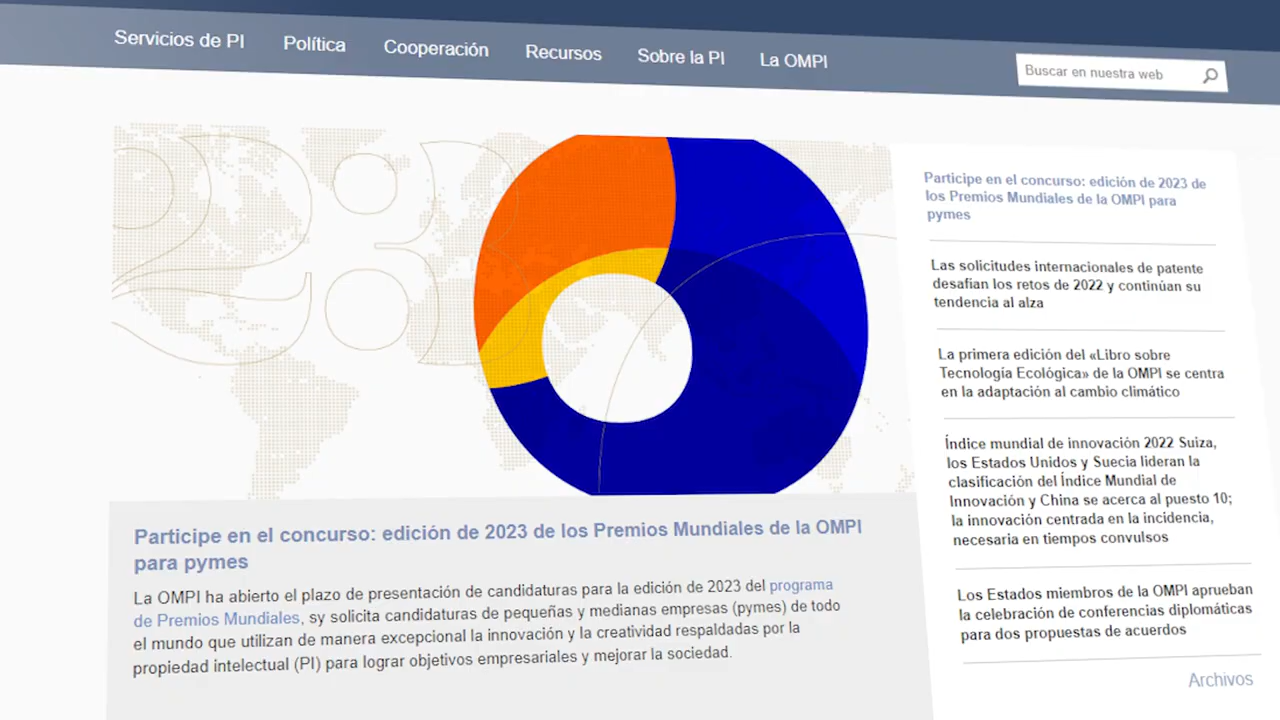 Servicios de PI
Política
Cooperación
Recursos
Sobre la PI
La OMPI
Buscar en nuestra web
Participe en el concurso: edición de 2023 de los Premios Mundiales de la OMPI
para pymes
La OMPI ha abierto el plazo de presentación de candidaturas para la edición de 2023 del programa
de Premios Mundiales, sy solicita candidaturas de pequeñas y medianas empresas (pymes) de todo
el mundo que utilizan de manera excepcional la innovación y la creatividad respaldadas por la
propiedad intelectual (PI) para lograr objetivos empresariales y mejorar la sociedad.
Participe en el concurso: edición de 2023 de
los Premios Mundiales de la OMPI para
pymes
Las solicitudes internacionales de patente
desafían los retos de 2022 y continúan su
tendencia al alza
La primera edición del «Libro sobre
Tecnología Ecológica» de la OMPI se centra
en la adaptación al cambio climático
Índice mundial de innovación 2022 Suiza,
los Estados Unidos y Suecia lideran la
clasificación del Índice Mundial de
Innovación y China se acerca al puesto 10;
la innovación centrada en la incidencia,
necesaria en tiempos convulsos
Los Estados miembros de la OMPI aprueban
la celebración de conferencias diplomáticas
para dos propuestas de acuerdos
Archivos